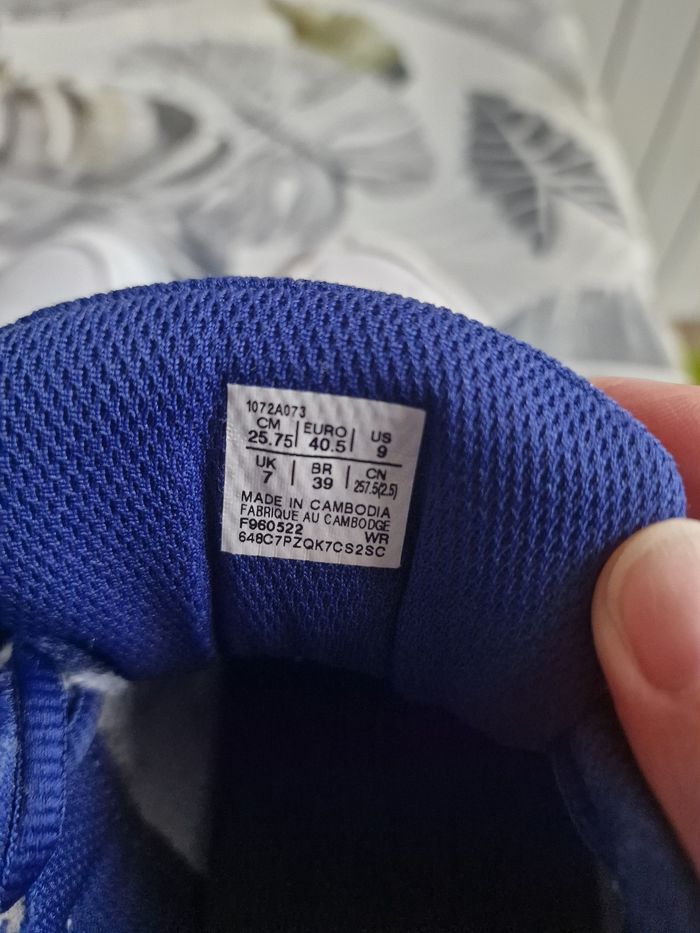 1072A073
CM EURO US
25.75 40.5 9
UK BR CN
7 39 257.5(2.5)
MADE IN CAMBODIA
FABRIQUE AU CAMBODGE
F960522 WR
648C7PZQK7CS2SC